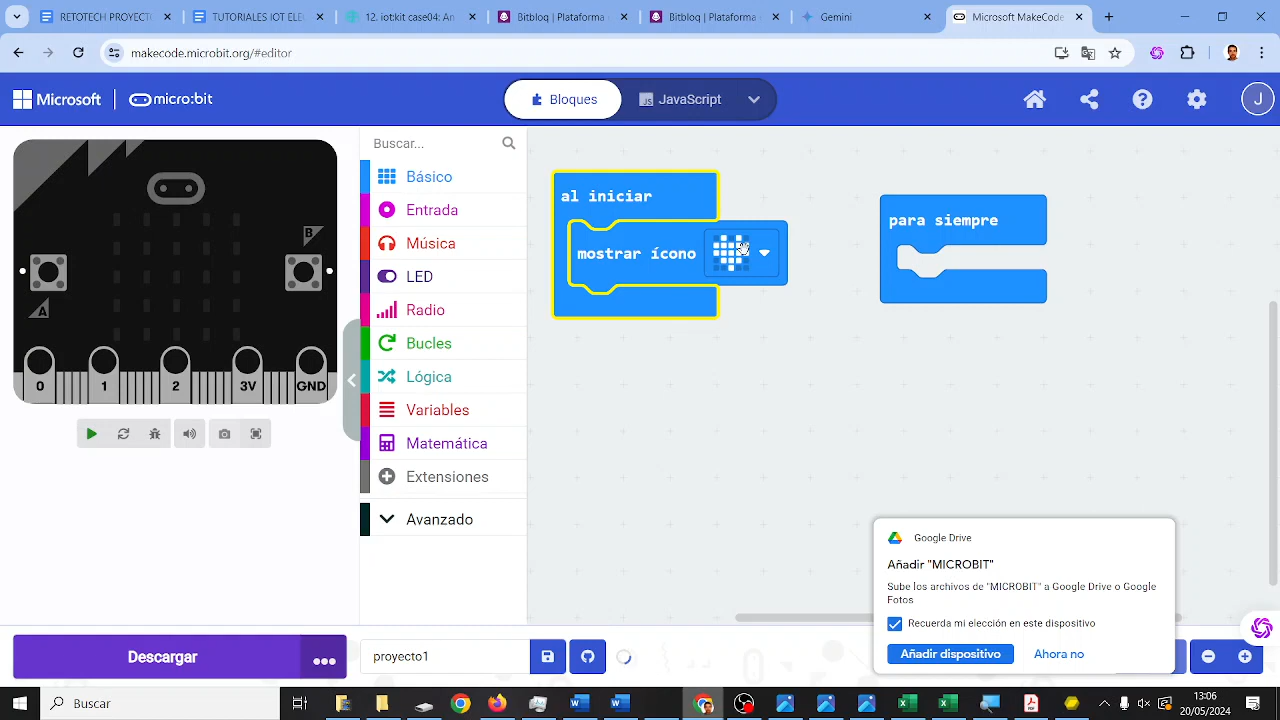 RETOTECH PROYECT
TUTORIALES IOT ELE
12. iotkit case04: An
Bitbloq | Plataforma
Bitbloq | Plataforma
Gemini
Microsoft MakeCode
makecode.microbit.org/#editor
Microsoft
micro:bit
Bloques
JS
JavaScript
J
Buscar...
Básico
Entrada
Música
LED
Radio
Bucles
Lógica
Variables
Matemática
Extensiones
Avanzado
B
A
0
1
2
3V
GND
al iniciar
mostrar ícono
para siempre
Google Drive
Añadir "MICROBIT"
Sube los archivos de "MICROBIT" a Google Drive o Google
Fotos
Recuerda mi elección en este dispositivo
Añadir dispositivo
Ahora no
Descargar
proyecto1
Buscar
13:06
20/05/2024